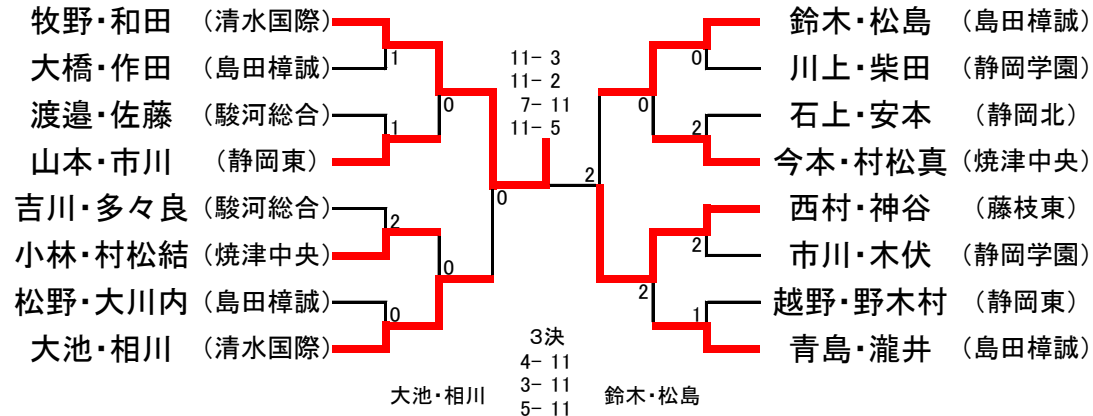 牧野・和田 (清水国際)
大橋・作田 (島田樟誠)
渡邉・佐藤 (駿河総合)
山本・市川 (静岡東)
吉川・多々良 (駿河総合)
小林・村松結 (焼津中央)
松野・大川内 (島田樟誠)
大池・相川 (清水国際)
1
1
2
0
0
0
0
11- 3
11- 2
7- 11
11- 5
2
3決
4- 11
3- 11
5- 11
大池・相川
鈴木・松島
0
2
0
2
2
1
鈴木・松島 (島田樟誠)
川上・柴田 (静岡学園)
石上・安本 (静岡北)
今本・村松真 (焼津中央)
西村・神谷 (藤枝東)
市川・木伏 (静岡学園)
越野・野木村 (静岡東)
青島・瀧井 (島田樟誠)